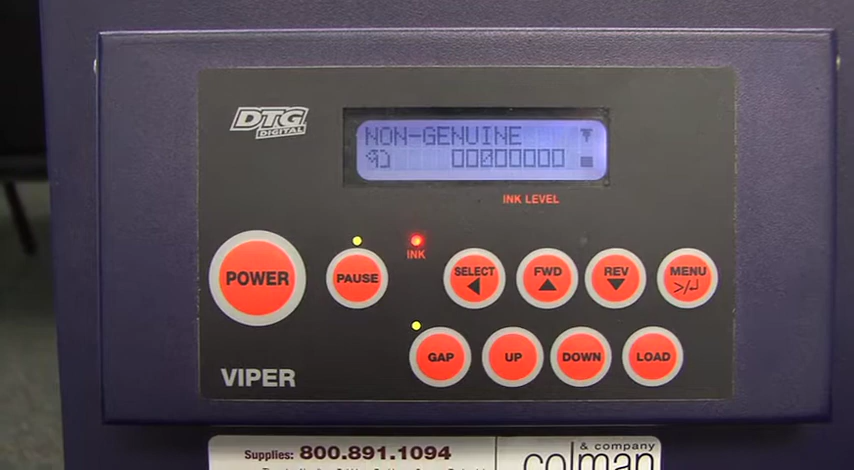 DTG
DIGITAL
NON-GENUINE
INK LEVEL
INK
POWER
PAUSE
SELECT
FWD
REV
MENU
GAP
UP
DOWN
LOAD
VIPER
Supplies: 800.891.1094
& company
colman